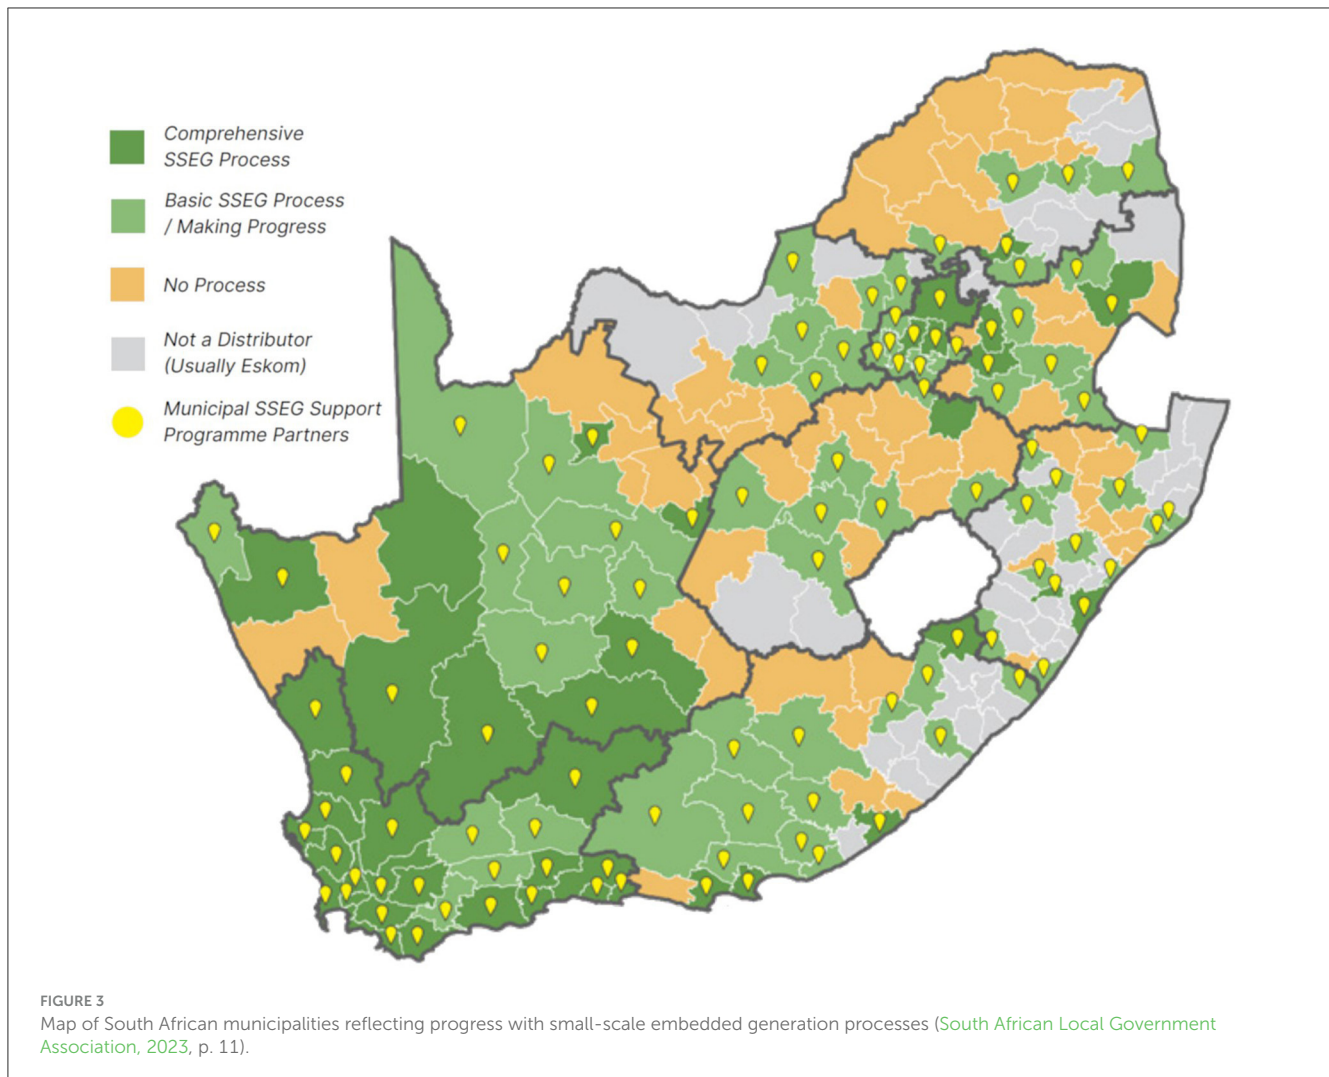 Comprehensive
SSEG Process
Basic SSEG Process
/ Making Progress
No Process
Not a Distributor
(Usually Eskom)
Municipal SSEG Support
Programme Partners
FIGURE 3
Map of South African municipalities reflecting progress with small-scale embedded generation processes (South African Local Government
Association, 2023, p. 11).